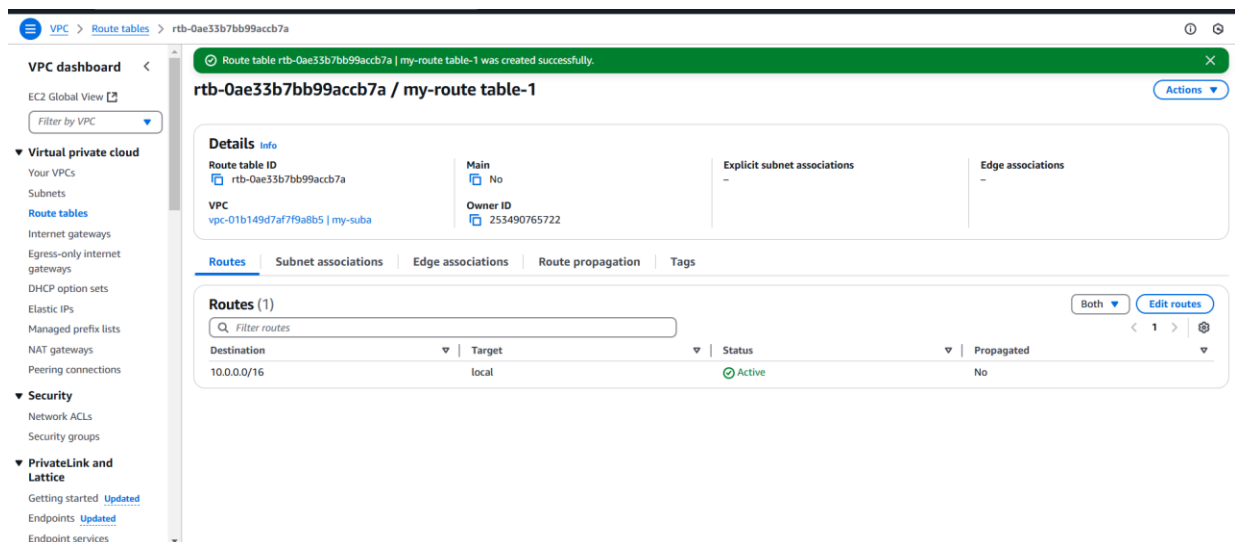 VPC > Route tables > rtb-0ae33b7bb99accb7a
VPC dashboard
EC2 Global View
Filter by VPC
Virtual private cloud
Your VPCs
Subnets
Route tables
Internet gateways
Egress-only internet
gateways
DHCP option sets
Elastic IPs
Managed prefix lists
NAT gateways
Peering connections
Security
Network ACLs
Security groups
PrivateLink and
Lattice
Getting started Updated
Endpoints Updated
Endpoint services
Route table rtb-0ae33b7bb99accb7a | my-route table-1 was created successfully.
rtb-0ae33b7bb99accb7a / my-route table-1
Actions
Details Info
Route table ID
rtb-0ae33b7bb99accb7a
Main
No
Explicit subnet associations
–
Edge associations
–
VPC
vpc-01b149d7af7f9a8b5 | my-suba
Owner ID
253490765722
Routes Subnet associations Edge associations Route propagation Tags
Routes (1)
Both Edit routes
Filter routes
< 1 >
Destination Target Status Propagated
10.0.0.0/16 local Active No